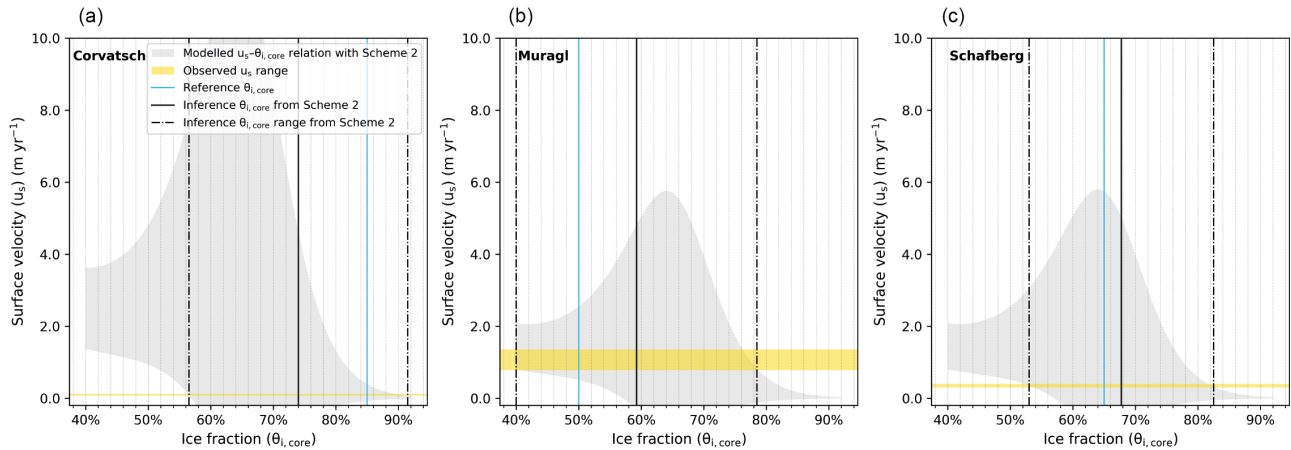 (a)
Corvatsch
Modelled uₛ–θᵢ,core relation with Scheme 2
Observed uₛ range
Reference θᵢ,core
Inference θᵢ,core from Scheme 2
Inference θᵢ,core range from Scheme 2
10.0
8.0
6.0
4.0
2.0
0.0
Surface velocity (uₛ) (m yr⁻¹)
40% 50% 60% 70% 80% 90%
Ice fraction (θᵢ,core)
(b)
Muragl
10.0
8.0
6.0
4.0
2.0
0.0
Surface velocity (uₛ) (m yr⁻¹)
40% 50% 60% 70% 80% 90%
Ice fraction (θᵢ,core)
(c)
Schafberg
10.0
8.0
6.0
4.0
2.0
0.0
Surface velocity (uₛ) (m yr⁻¹)
40% 50% 60% 70% 80% 90%
Ice fraction (θᵢ,core)